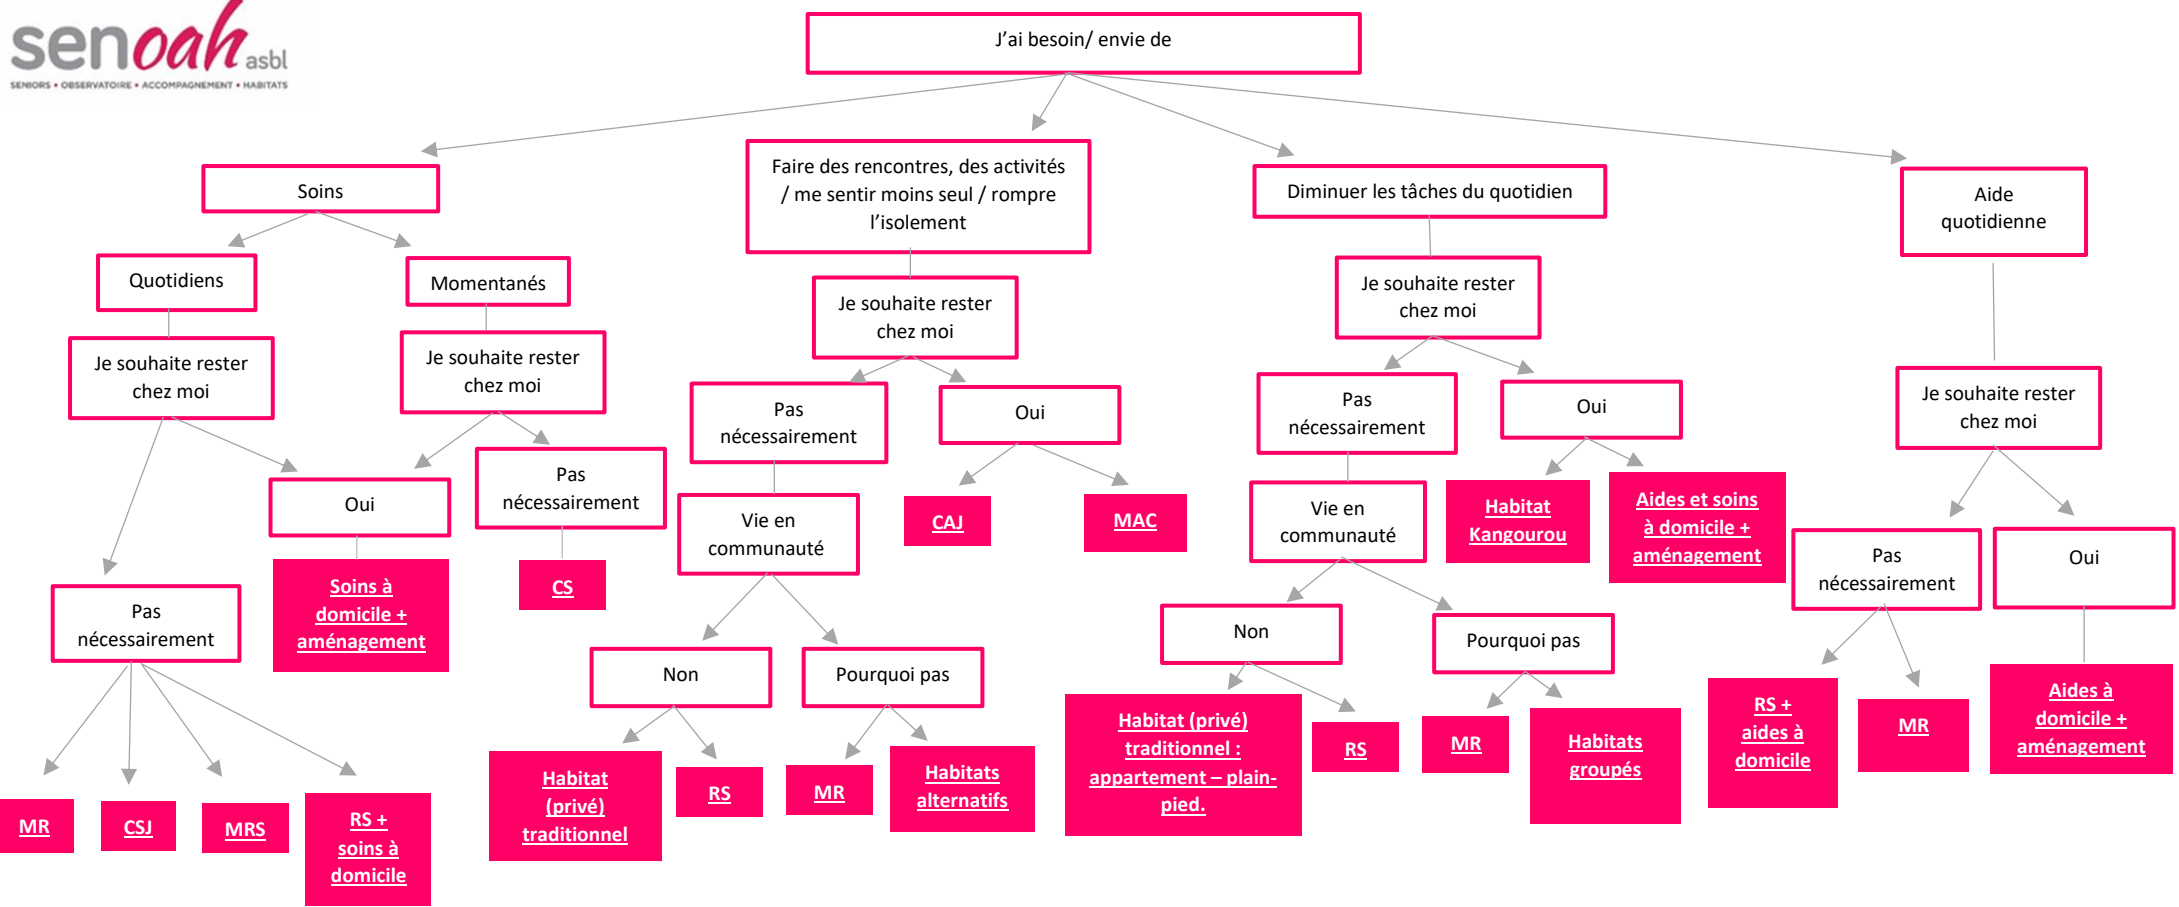 senoah asbl
SENIORS • OBSERVATOIRE • ACCOMPAGNEMENT • HABITATS
J’ai besoin/ envie de
Soins
Faire des rencontres, des activités
/ me sentir moins seul / rompre
l’isolement
Diminuer les tâches du quotidien
Aide
quotidienne
Quotidiens
Momentanés
Je souhaite rester
chez moi
Je souhaite rester
chez moi
Je souhaite rester
chez moi
Je souhaite rester
chez moi
Je souhaite rester
chez moi
Pas
nécessairement
Oui
Pas
nécessairement
Oui
Oui
Pas
nécessairement
Vie en
communauté
CAJ
MAC
Vie en
communauté
Habitat
Kangourou
Aides et soins
à domicile +
aménagement
Pas
nécessairement
Oui
Pas
nécessairement
Soins à
domicile +
aménagement
CS
Non
Pourquoi pas
Non
Pourquoi pas
MR
CSJ
MRS
RS +
soins à
domicile
Habitat
(privé)
traditionnel
RS
MR
Habitats
alternatifs
Habitat (privé)
traditionnel :
appartement – plain-
pied.
RS
MR
Habitats
groupés
RS +
aides à
domicile
MR
Aides à
domicile +
aménagement